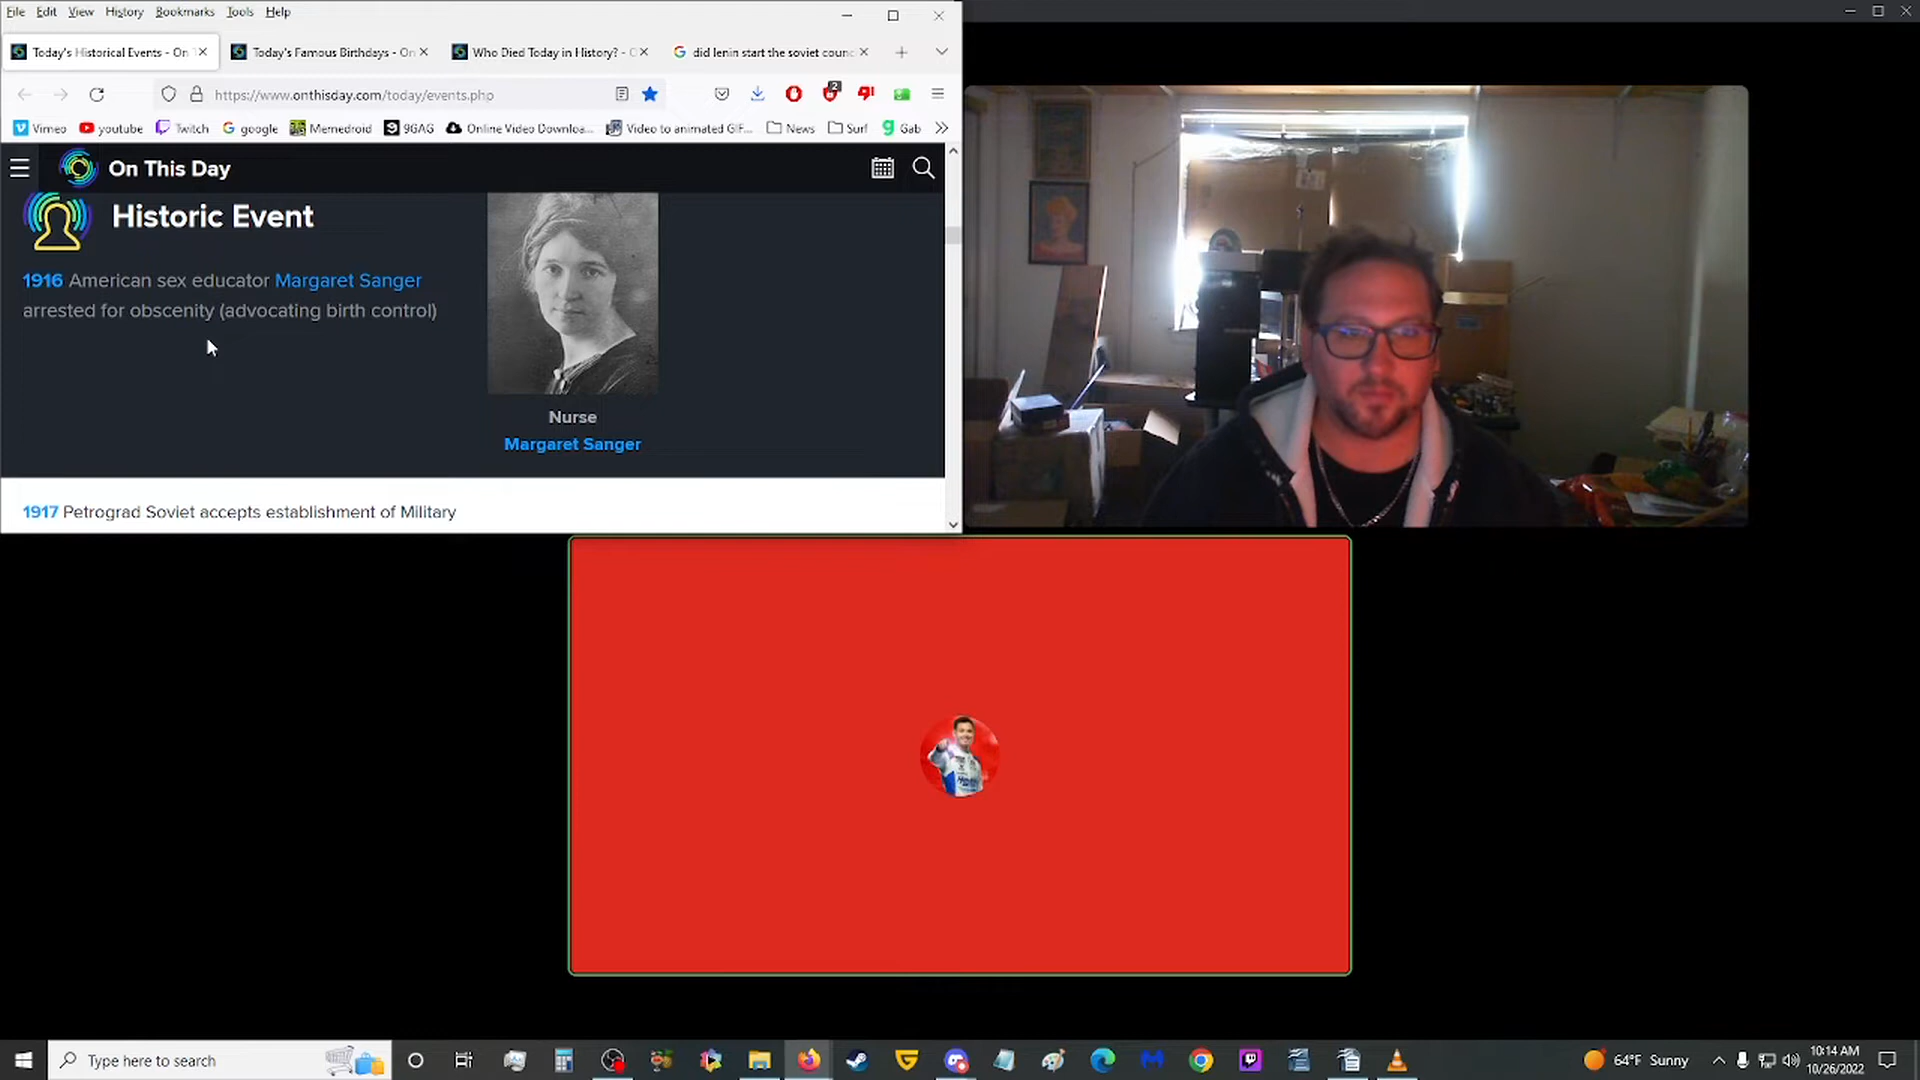 File Edit View History Bookmarks Tools Help
Today's Historical Events - On
Today's Famous Birthdays - On
Who Died Today in History? - O
did lenin start the soviet counc
https://www.onthisday.com/today/events.php
2
Vimeo youtube Twitch google Memedroid 9GAG Online Video Downloa... Video to animated GIF... News Surf Gab
On This Day
Historic Event
1916 American sex educator Margaret Sanger
arrested for obscenity (advocating birth control)
Nurse
Margaret Sanger
1917 Petrograd Soviet accepts establishment of Military
Type here to search
64°F Sunny
10:14 AM
10/26/2022